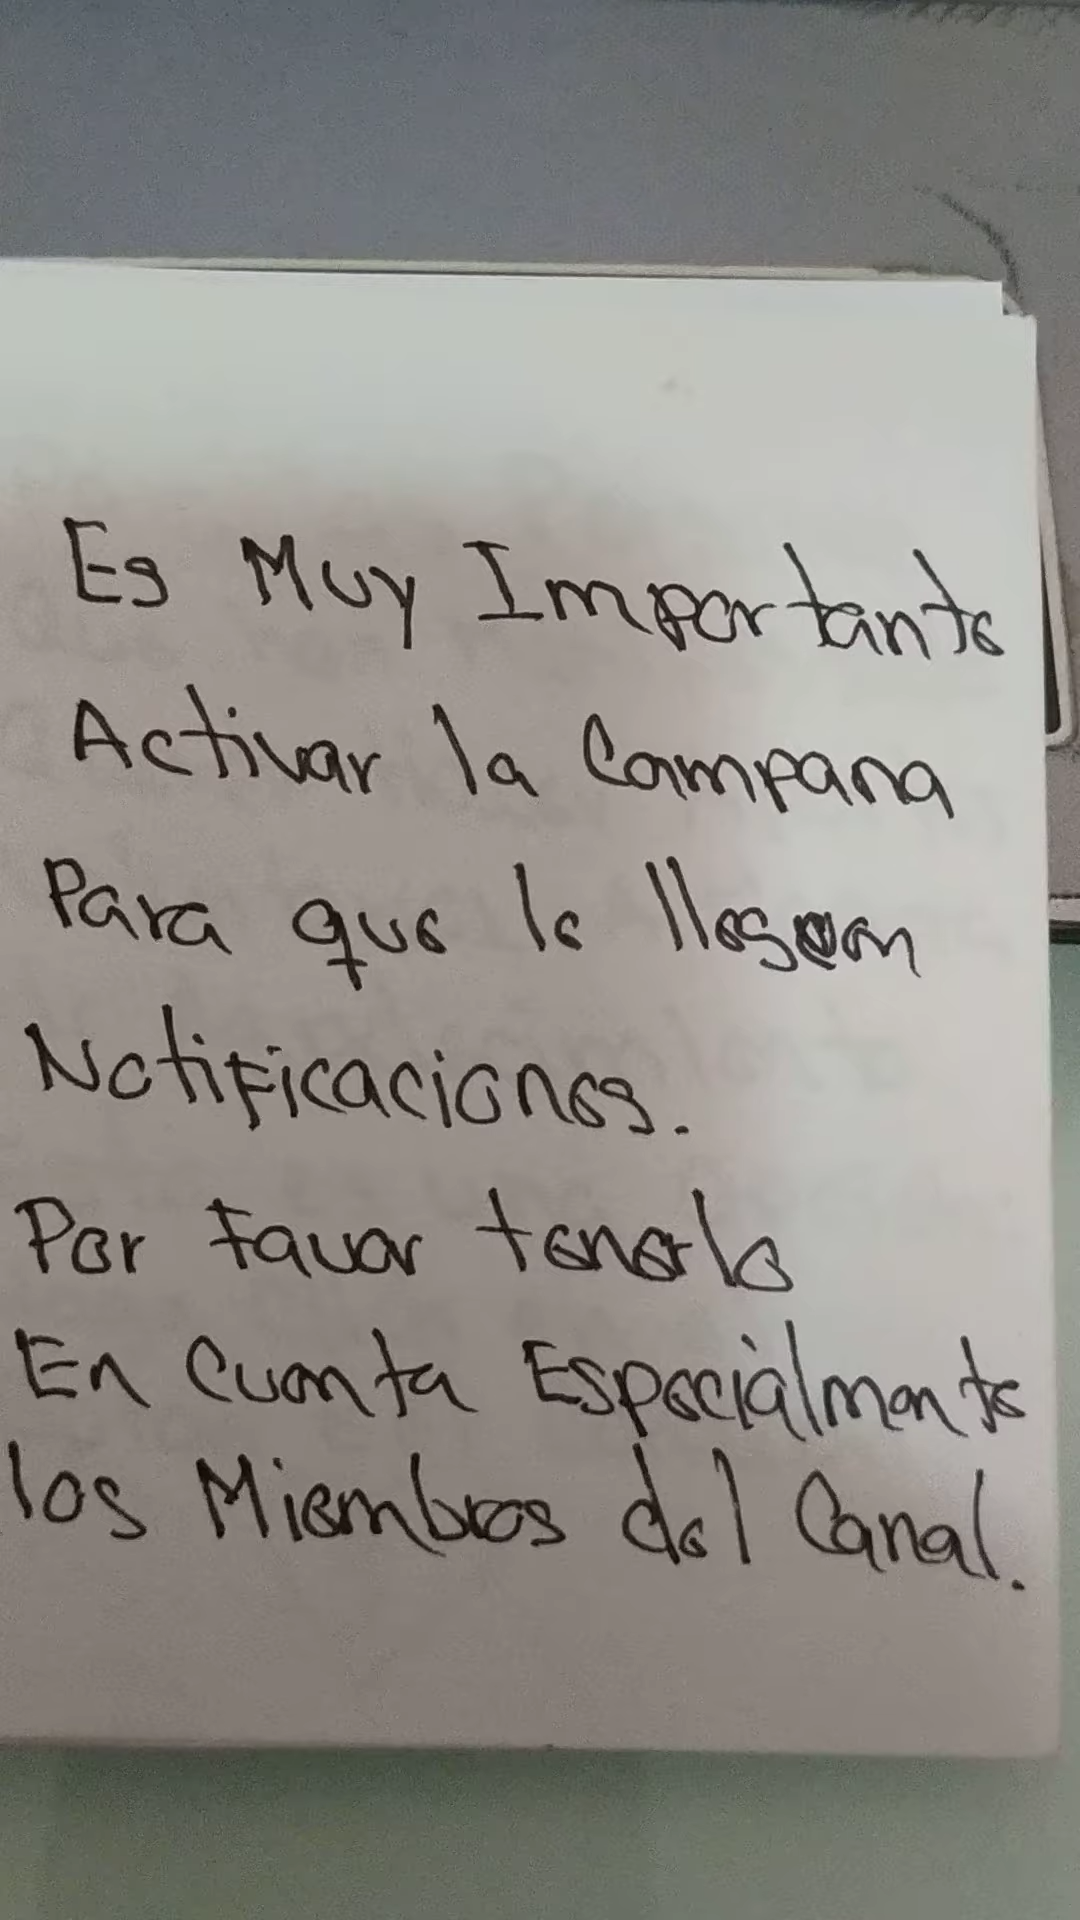 Es Muy Importante
Activar la Campana
Para que le lleguen
Notificaciones.
Por Favor tenerlo
En Cuenta Especialmente
los Miembros del Canal.